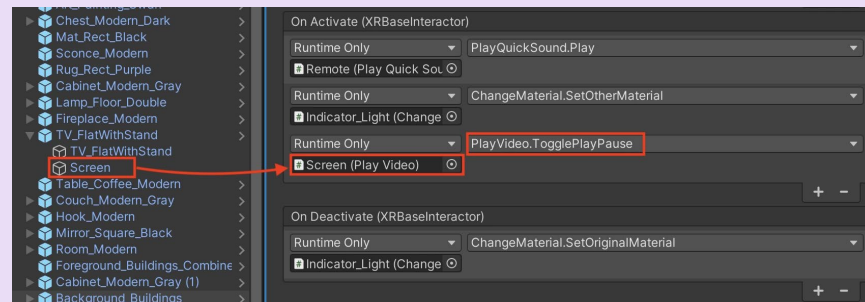 Chest_Modern_Dark
Mat_Rect_Black
Sconce_Modern
Rug_Rect_Purple
Cabinet_Modern_Gray
Lamp_Floor_Double
Fireplace_Modern
TV_FlatWithStand
TV_FlatWithStand
Screen
Table_Coffee_Modern
Couch_Modern_Gray
Hook_Modern
Mirror_Square_Black
Room_Modern
Foreground_Buildings_Combine
Cabinet_Modern_Gray (1)
Background_Buildings
On Activate (XRBaseInteractor)
Runtime Only PlayQuickSound.Play
Remote (Play Quick Sou
Runtime Only ChangeMaterial.SetOtherMaterial
Indicator_Light (Change
Runtime Only PlayVideo.TogglePlayPause
Screen (Play Video)
+ -
On Deactivate (XRBaseInteractor)
Runtime Only ChangeMaterial.SetOriginalMaterial
Indicator_Light (Change
+ -